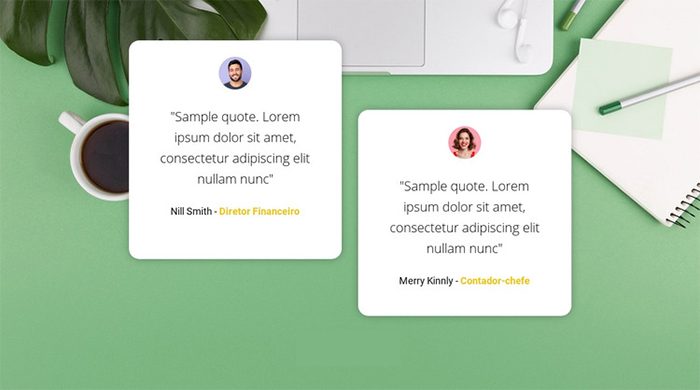 "Sample quote. Lorem
ipsum dolor sit amet,
consectetur adipiscing elit
nullam nunc"
Nill Smith - Diretor Financeiro
"Sample quote. Lorem
ipsum dolor sit amet,
consectetur adipiscing elit
nullam nunc"
Merry Kinnly - Contador-chefe